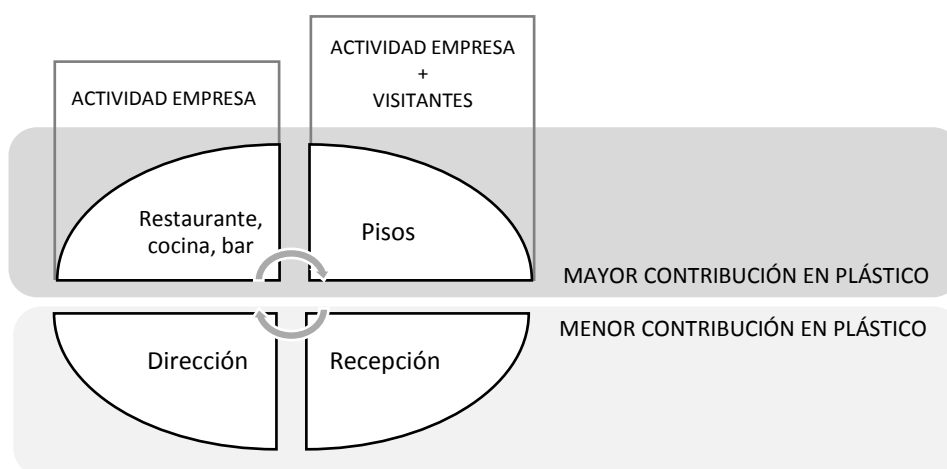 ACTIVIDAD EMPRESA
ACTIVIDAD EMPRESA
+
VISITANTES
Restaurante,
cocina, bar
Pisos
MAYOR CONTRIBUCIÓN EN PLÁSTICO
MENOR CONTRIBUCIÓN EN PLÁSTICO
Dirección
Recepción